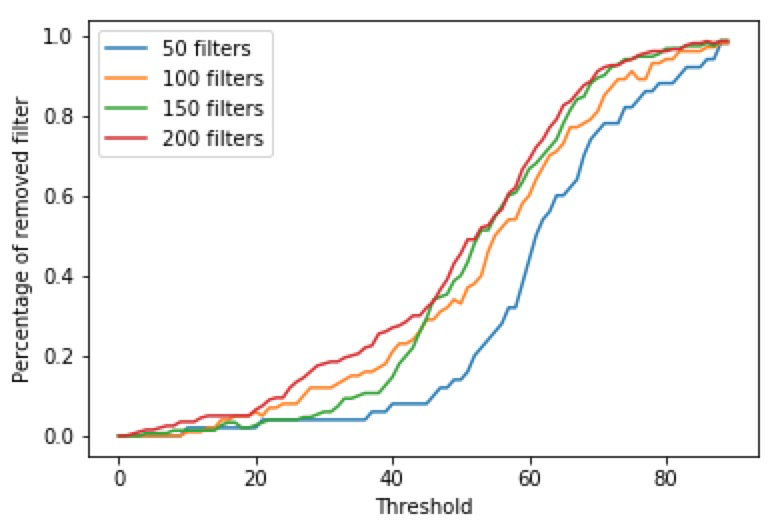 50 filters
100 filters
150 filters
200 filters
Percentage of removed filter
1.0
0.8
0.6
0.4
0.2
0.0
0 20 40 60 80
Threshold